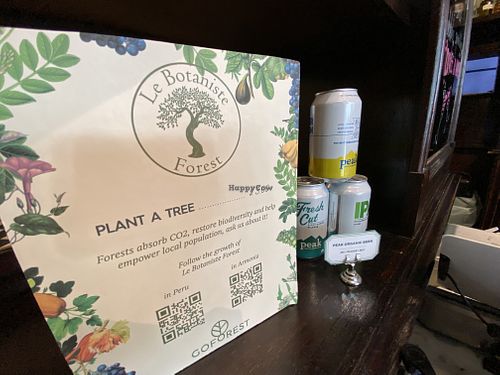 Le Botaniste
Forest
HappyCow
PLANT A TREE
Forests absorb CO2, restore biodiversity and help
empower local population, ask us about it!
Follow the growth of
Le Botaniste Forest
in Peru
in Armenia
GOFOREST
peak
Fresh
Cut
peak
IP
PEAK ORGANIC BEER